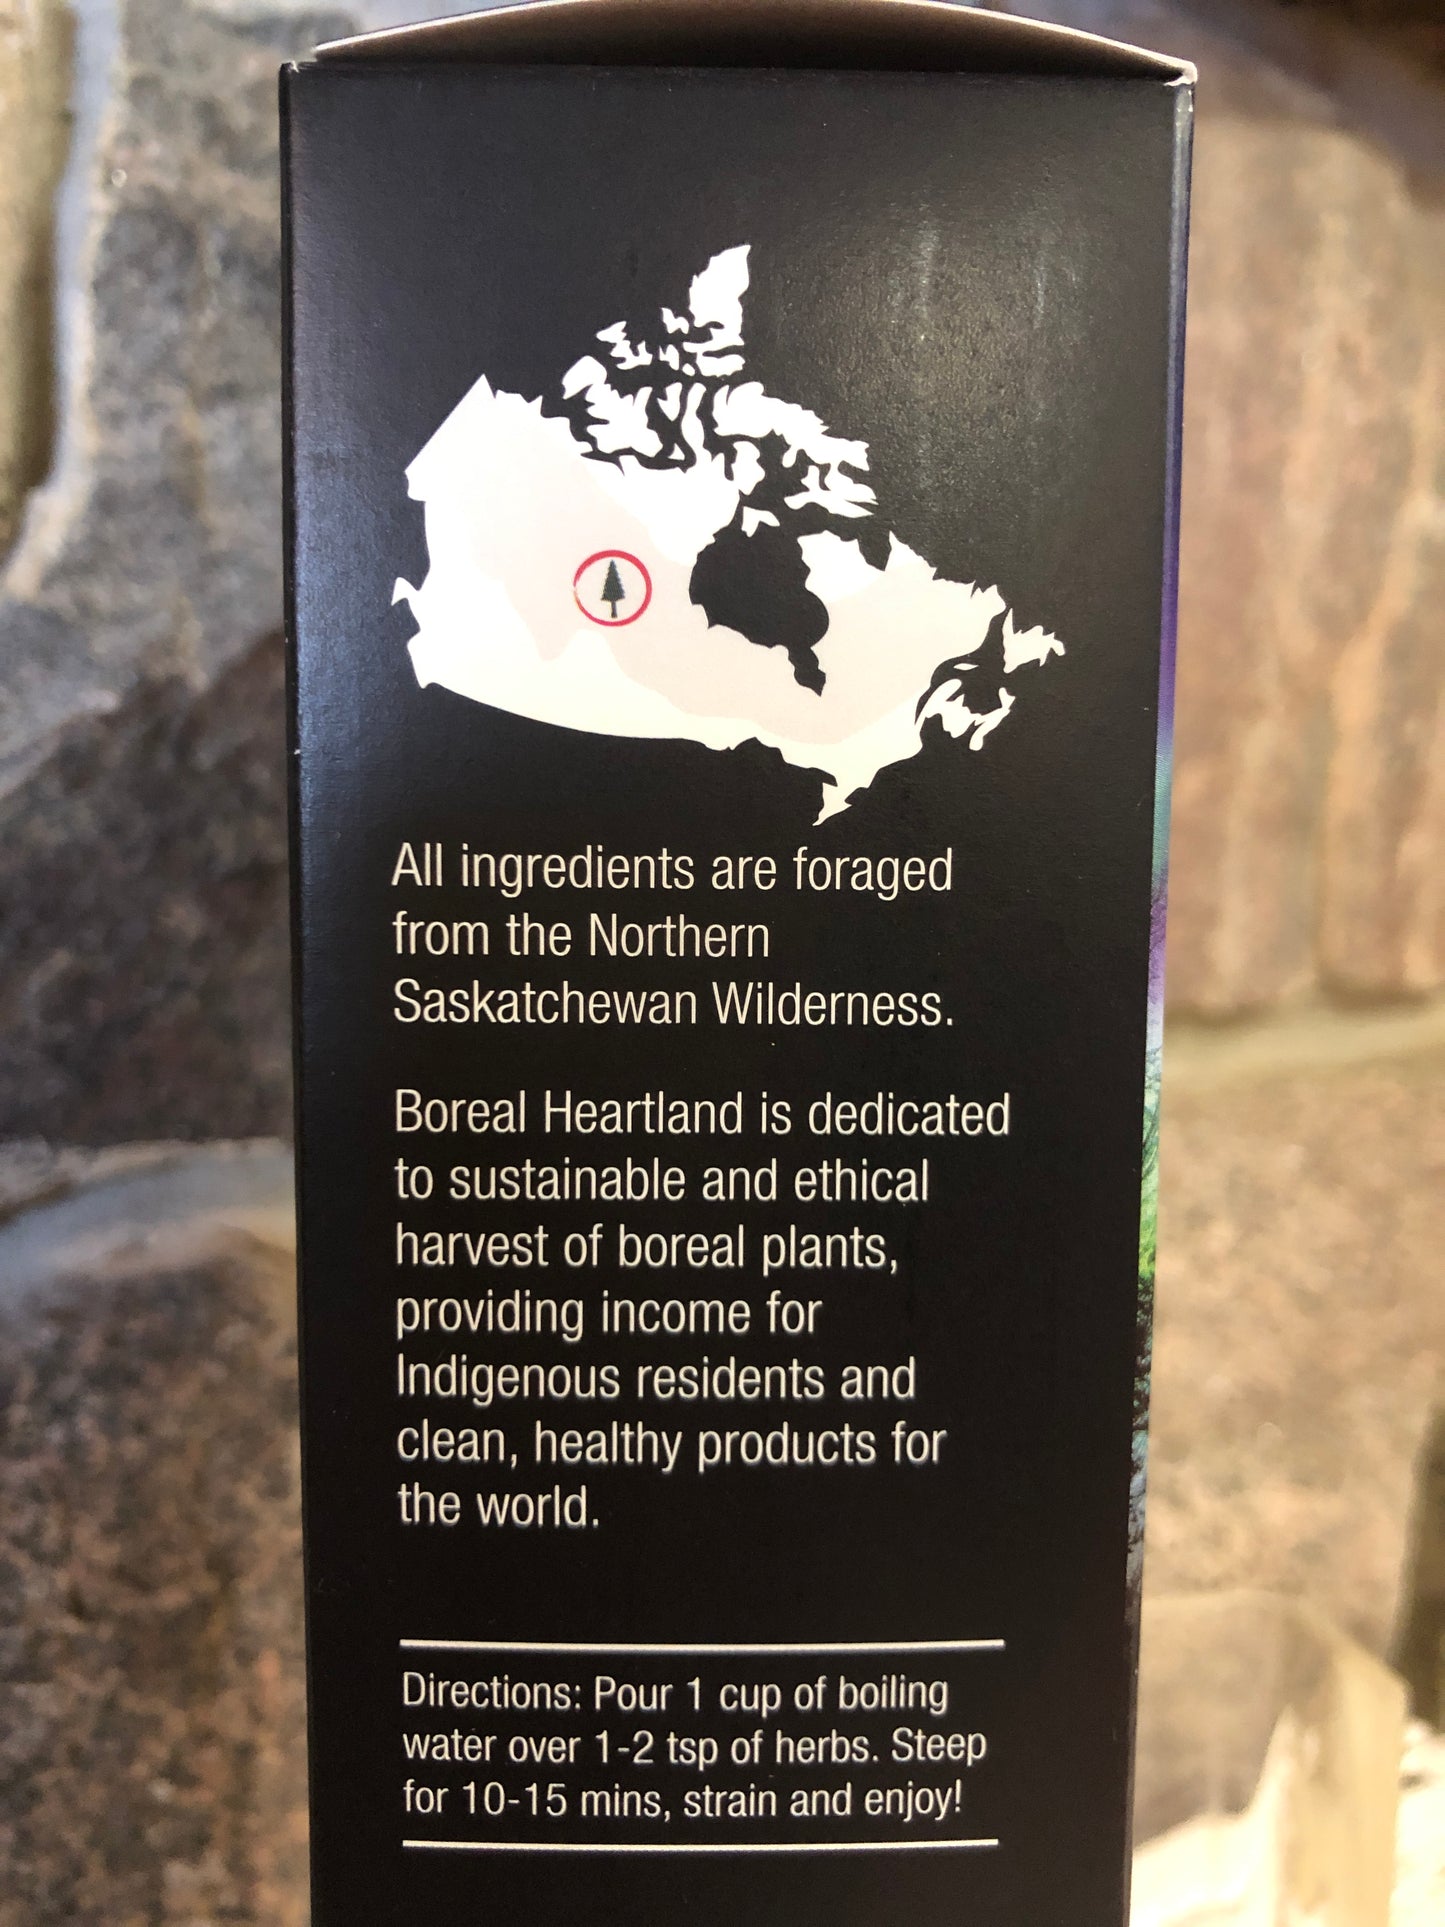 All ingredients are foraged
from the Northern
Saskatchewan Wilderness.
Boreal Heartland is dedicated
to sustainable and ethical
harvest of boreal plants,
providing income for
Indigenous residents and
clean, healthy products for
the world.
Directions: Pour 1 cup of boiling
water over 1-2 tsp of herbs. Steep
for 10-15 mins, strain and enjoy!